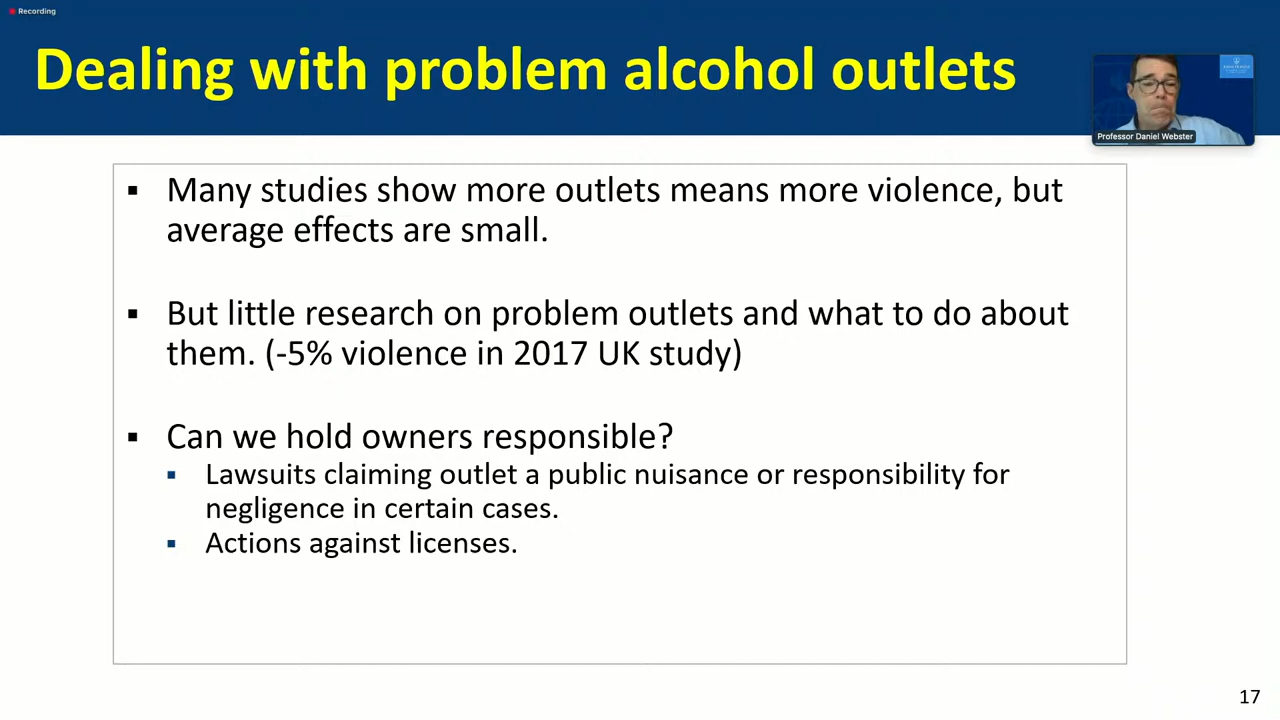 Recording
Dealing with problem alcohol outlets
Professor Daniel Webster
▪ Many studies show more outlets means more violence, but
average effects are small.
▪ But little research on problem outlets and what to do about
them. (-5% violence in 2017 UK study)
▪ Can we hold owners responsible?
▪ Lawsuits claiming outlet a public nuisance or responsibility for
negligence in certain cases.
▪ Actions against licenses.
17